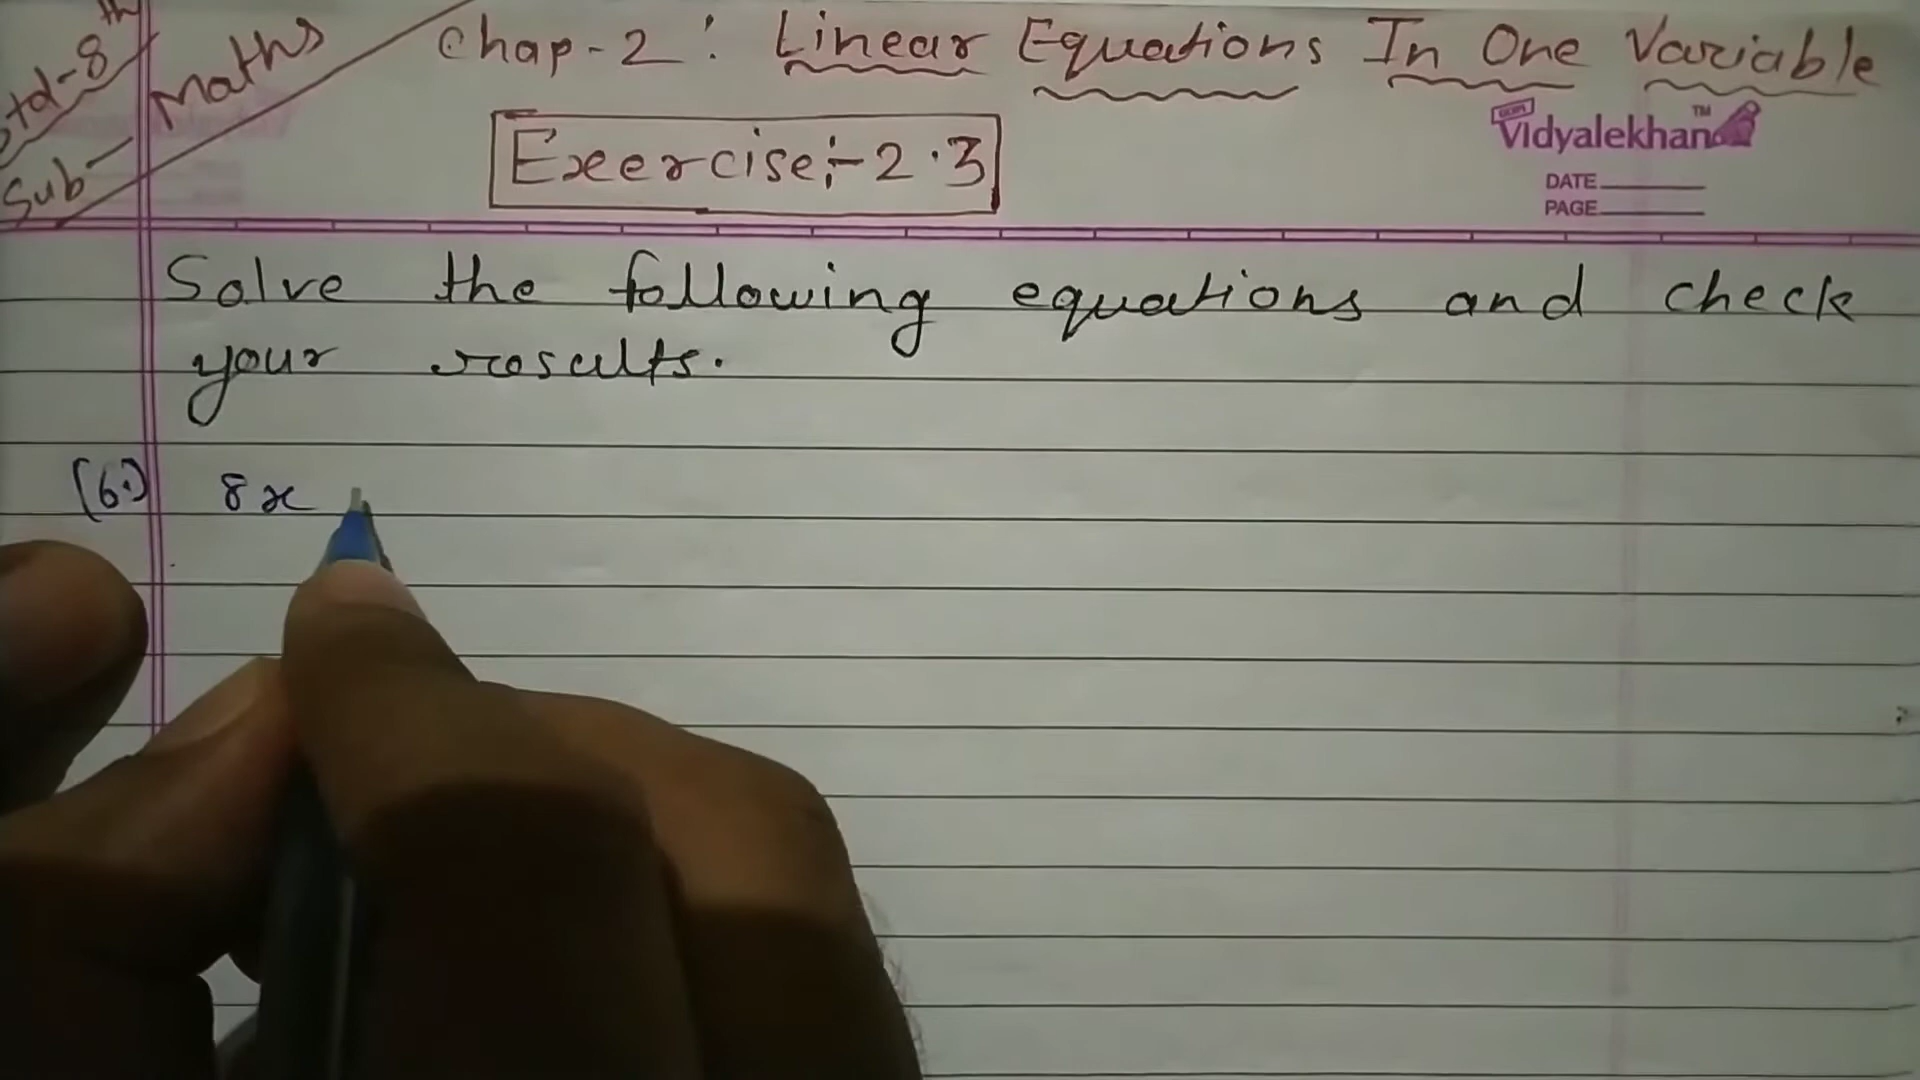 Std-8th
Sub- Maths
Chap-2 : Linear Equations In One Variable
Exercise:-2.3
Vidyalekhan™
DATE
PAGE
Solve the following equations and check
your results.
(6.) 8x